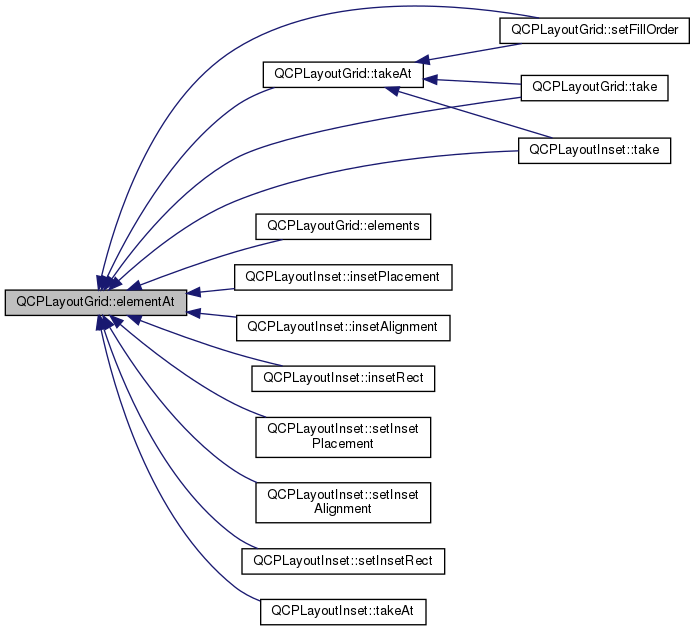 QCPLayoutGrid::setFillOrder
QCPLayoutGrid::takeAt
QCPLayoutGrid::take
QCPLayoutInset::take
QCPLayoutGrid::elements
QCPLayoutInset::insetPlacement
QCPLayoutGrid::elementAt
QCPLayoutInset::insetAlignment
QCPLayoutInset::insetRect
QCPLayoutInset::setInset
Placement
QCPLayoutInset::setInset
Alignment
QCPLayoutInset::setInsetRect
QCPLayoutInset::takeAt